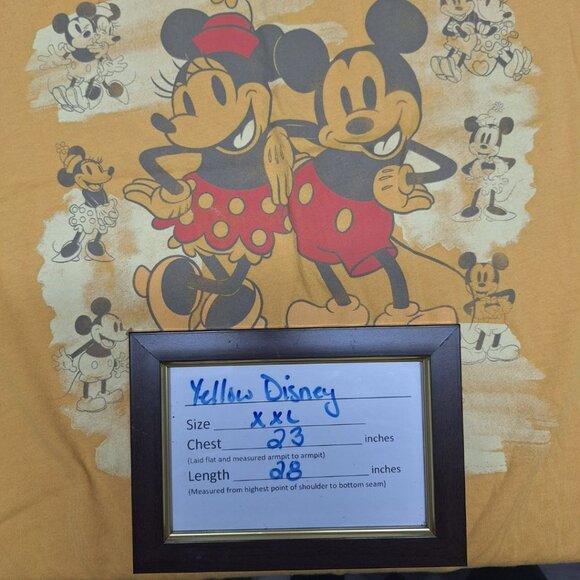 Yellow Disney
Size XXL
Chest 23 inches
(Laid flat and measured armpit to armpit)
Length 28 inches
(Measured from highest point of shoulder to bottom seam)